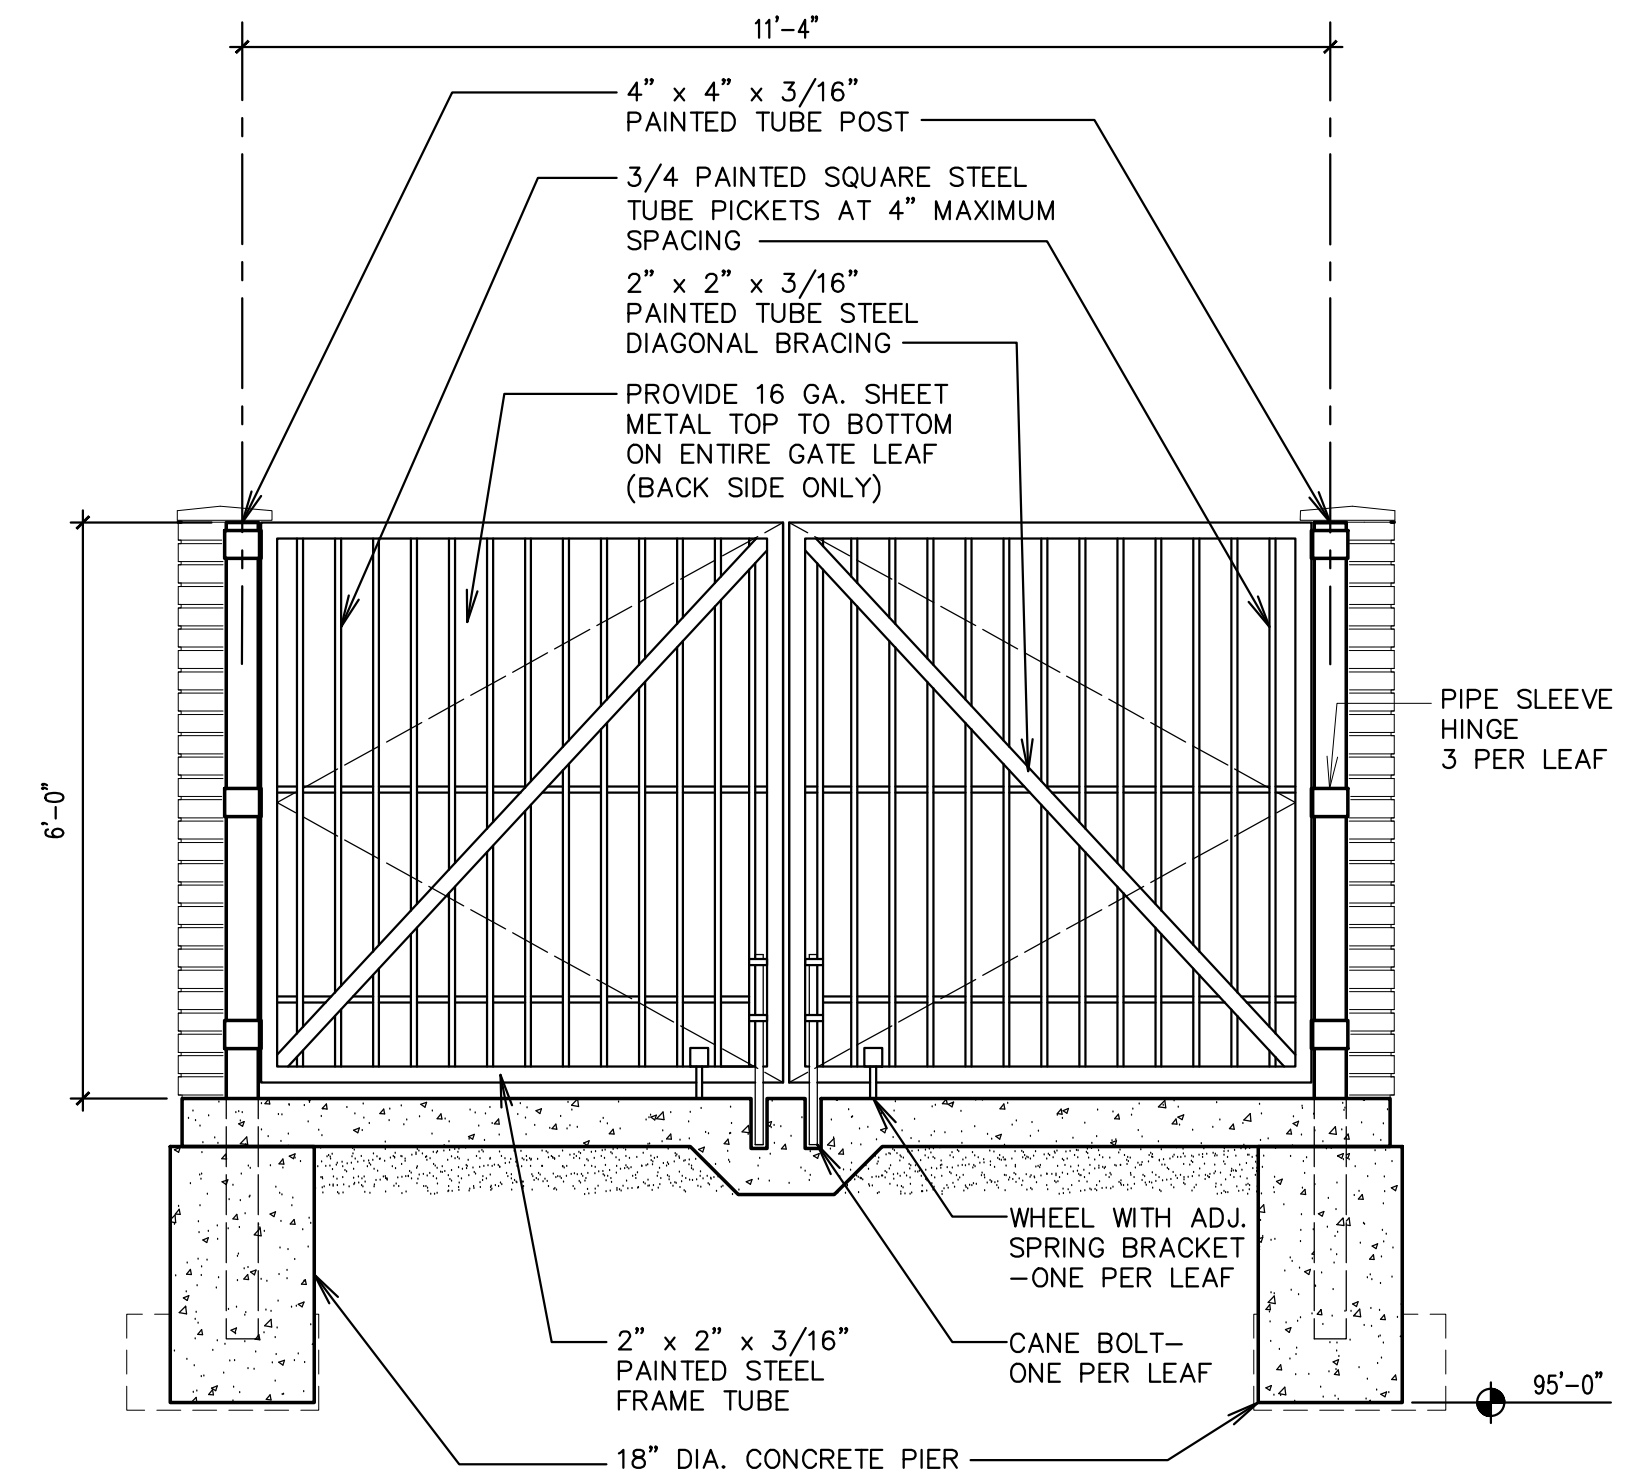 11'-4"
4" x 4" x 3/16"
PAINTED TUBE POST
3/4 PAINTED SQUARE STEEL
TUBE PICKETS AT 4" MAXIMUM
SPACING
2" x 2" x 3/16"
PAINTED TUBE STEEL
DIAGONAL BRACING
PROVIDE 16 GA. SHEET
METAL TOP TO BOTTOM
ON ENTIRE GATE LEAF
(BACK SIDE ONLY)
PIPE SLEEVE
HINGE
3 PER LEAF
6'-0"
WHEEL WITH ADJ.
SPRING BRACKET
-ONE PER LEAF
2" x 2" x 3/16"
PAINTED STEEL
FRAME TUBE
CANE BOLT-
ONE PER LEAF
95'-0"
18" DIA. CONCRETE PIER